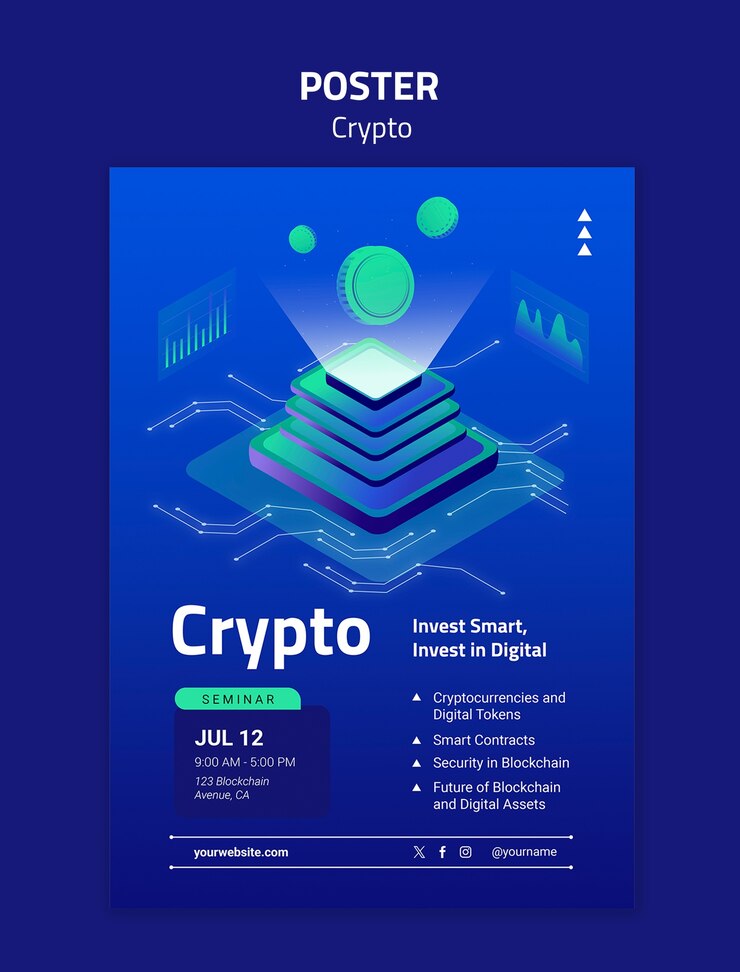 POSTER
Crypto
Crypto
Invest Smart,
Invest in Digital
SEMINAR
JUL 12
9:00 AM - 5:00 PM
123 Blockchain
Avenue, CA
Cryptocurrencies and
Digital Tokens
Smart Contracts
Security in Blockchain
Future of Blockchain
and Digital Assets
yourwebsite.com
@yourname